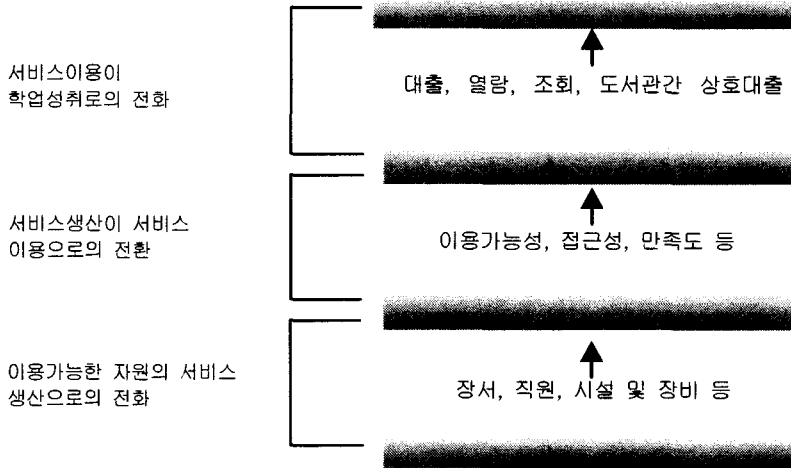 서비스이용이
학업성취로의 전화
대출, 열람, 조회, 도서관간 상호대출
서비스생산이 서비스
이용으로의 전환
이용가능성, 접근성, 만족도 등
이용가능한 자원의 서비스
생산으로의 전화
장서, 직원, 시설 및 장비 등